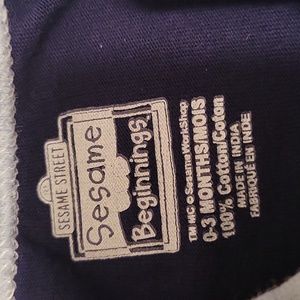 SESAME STREET
Sesame
Beginnings
TM MC © Sesame Workshop
0-3 MONTHS/MOIS
100% Cotton/Coton
MADE IN INDIA
FABRIQUE EN INDE